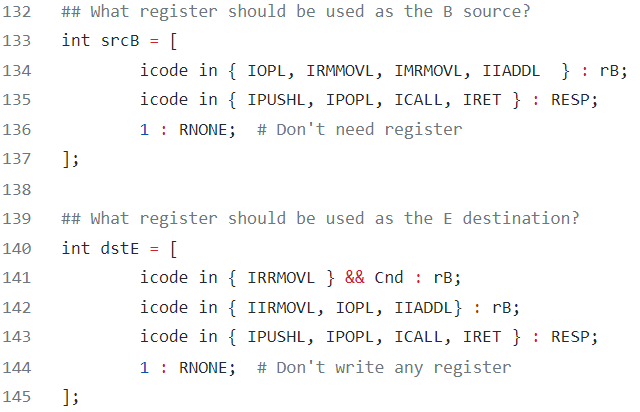 132 ## What register should be used as the B source?
133 int srcB = [
134 icode in { IOPL, IRMMOVL, IMRMOVL, IIADDL  } : rB;
135 icode in { IPUSHL, IPOPL, ICALL, IRET } : RESP;
136 1 : RNONE;  # Don't need register
137 ];
138
139 ## What register should be used as the E destination?
140 int dstE = [
141 icode in { IRRMOVL } && Cnd : rB;
142 icode in { IIRMOVL, IOPL, IIADDL} : rB;
143 icode in { IPUSHL, IPOPL, ICALL, IRET } : RESP;
144 1 : RNONE;  # Don't write any register
145 ];